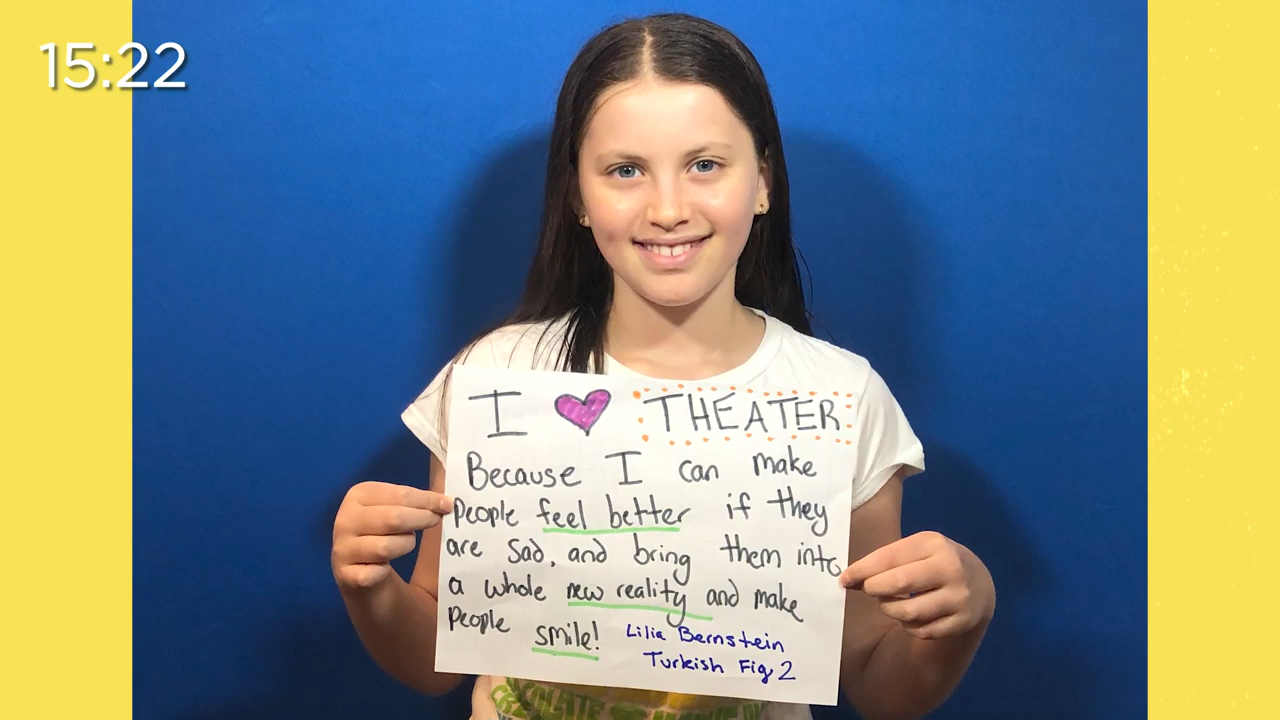 15:22
I ♥ THEATER
Because I can make
People feel better if they
are sad, and bring them into
a whole new reality and make
People smile!
Lilia Bernstein
Turkish Fig 2